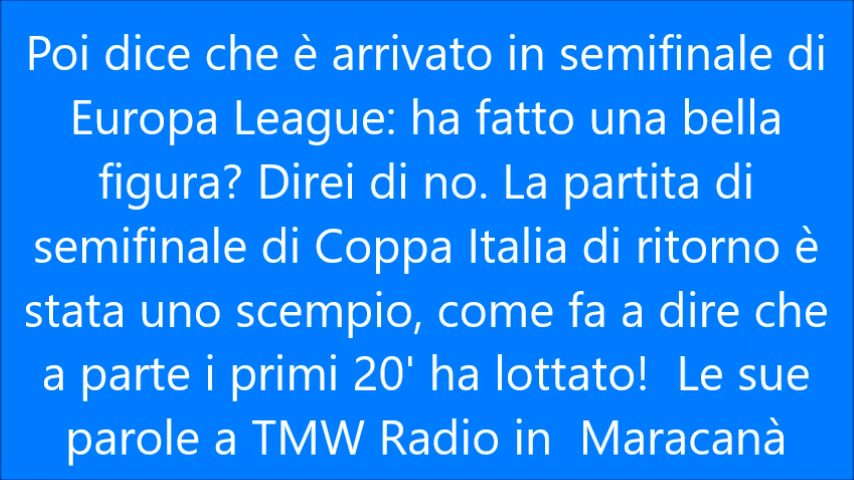 Poi dice che è arrivato in semifinale di
Europa League: ha fatto una bella
figura? Direi di no. La partita di
semifinale di Coppa Italia di ritorno è
stata uno scempio, come fa a dire che
a parte i primi 20' ha lottato!  Le sue
parole a TMW Radio in  Maracanà